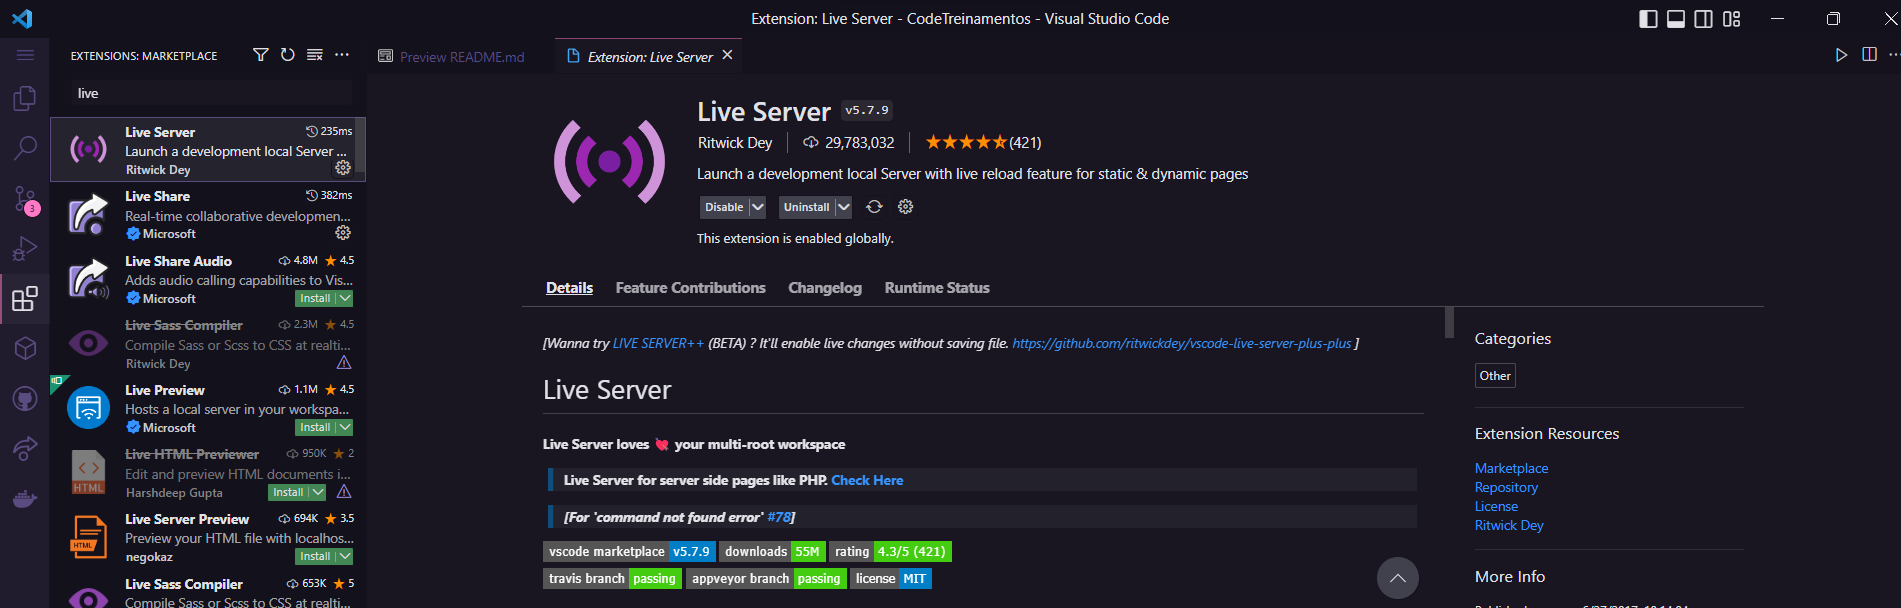 Extension: Live Server - CodeTreinamentos - Visual Studio Code
EXTENSIONS: MARKETPLACE
live
Live Server 235ms
Launch a development local Server ...
Ritwick Dey
Live Share 382ms
Real-time collaborative developmen...
Microsoft
Live Share Audio 4.8M 4.5
Adds audio calling capabilities to Vis...
Microsoft Install
Live Sass Compiler 2.3M 4.5
Compile Sass or Scss to CSS at realti...
Ritwick Dey
Live Preview 1.1M 4.5
Hosts a local server in your workspa...
Microsoft Install
Live HTML Previewer 950K 2
Edit and preview HTML documents i...
Harshdeep Gupta Install
HTML
Live Server Preview 694K 3.5
Preview your HTML file with localhos...
negokaz Install
HTML
Live Sass Compiler 653K 5
Compile Sass or Scss to CSS at realti...
3
Preview README.md
Extension: Live Server
Live Server v5.7.9
Ritwick Dey 29,783,032 (421)
Launch a development local Server with live reload feature for static & dynamic pages
Disable Uninstall
This extension is enabled globally.
Details Feature Contributions Changelog Runtime Status
[Wanna try LIVE SERVER++ (BETA) ? It'll enable live changes without saving file. https://github.com/ritwickdey/vscode-live-server-plus-plus ]
Live Server
Live Server loves 💘 your multi-root workspace
Live Server for server side pages like PHP. Check Here
[For 'command not found error' #78]
vscode marketplace v5.7.9 downloads 55M rating 4.3/5 (421)
travis branch passing appveyor branch passing license MIT
Categories
Other
Extension Resources
Marketplace
Repository
License
Ritwick Dey
More Info